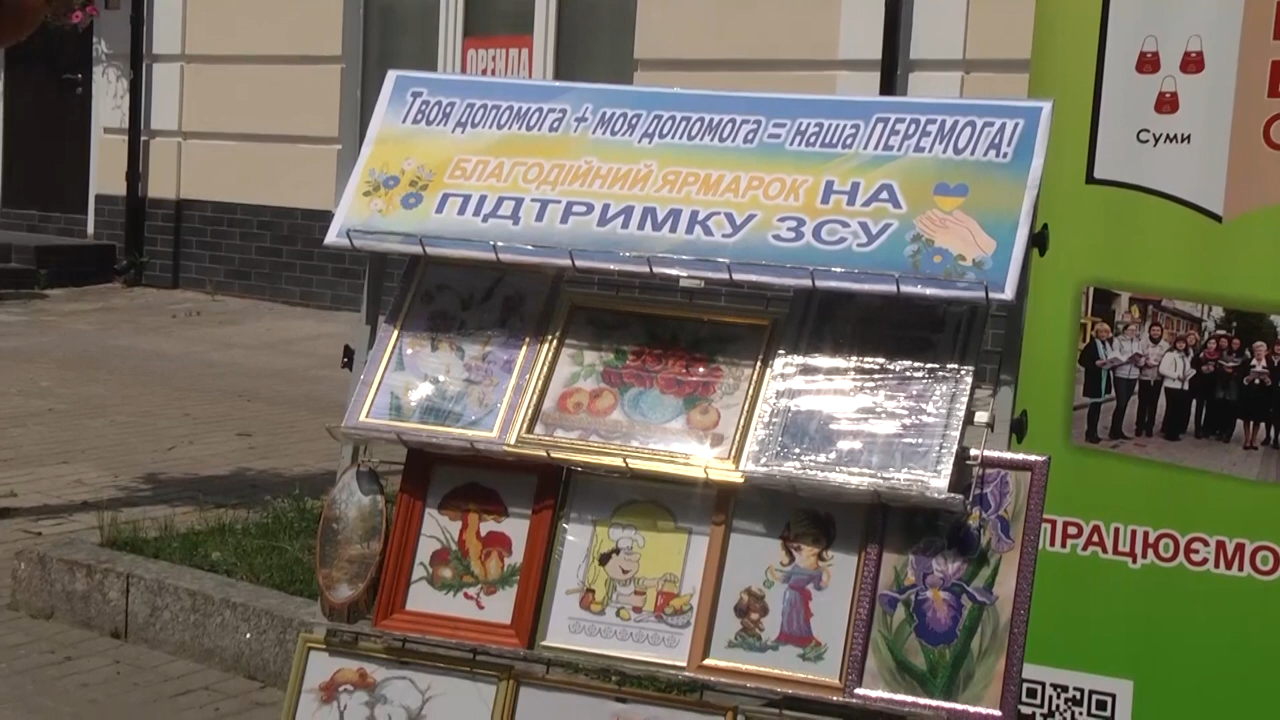 ОРЕНДА
Твоя допомога + моя допомога = наша ПЕРЕМОГА!
БЛАГОДІЙНИЙ ЯРМАРОК НА
ПІДТРИМКУ ЗСУ
Суми
ПРАЦЮЄМО